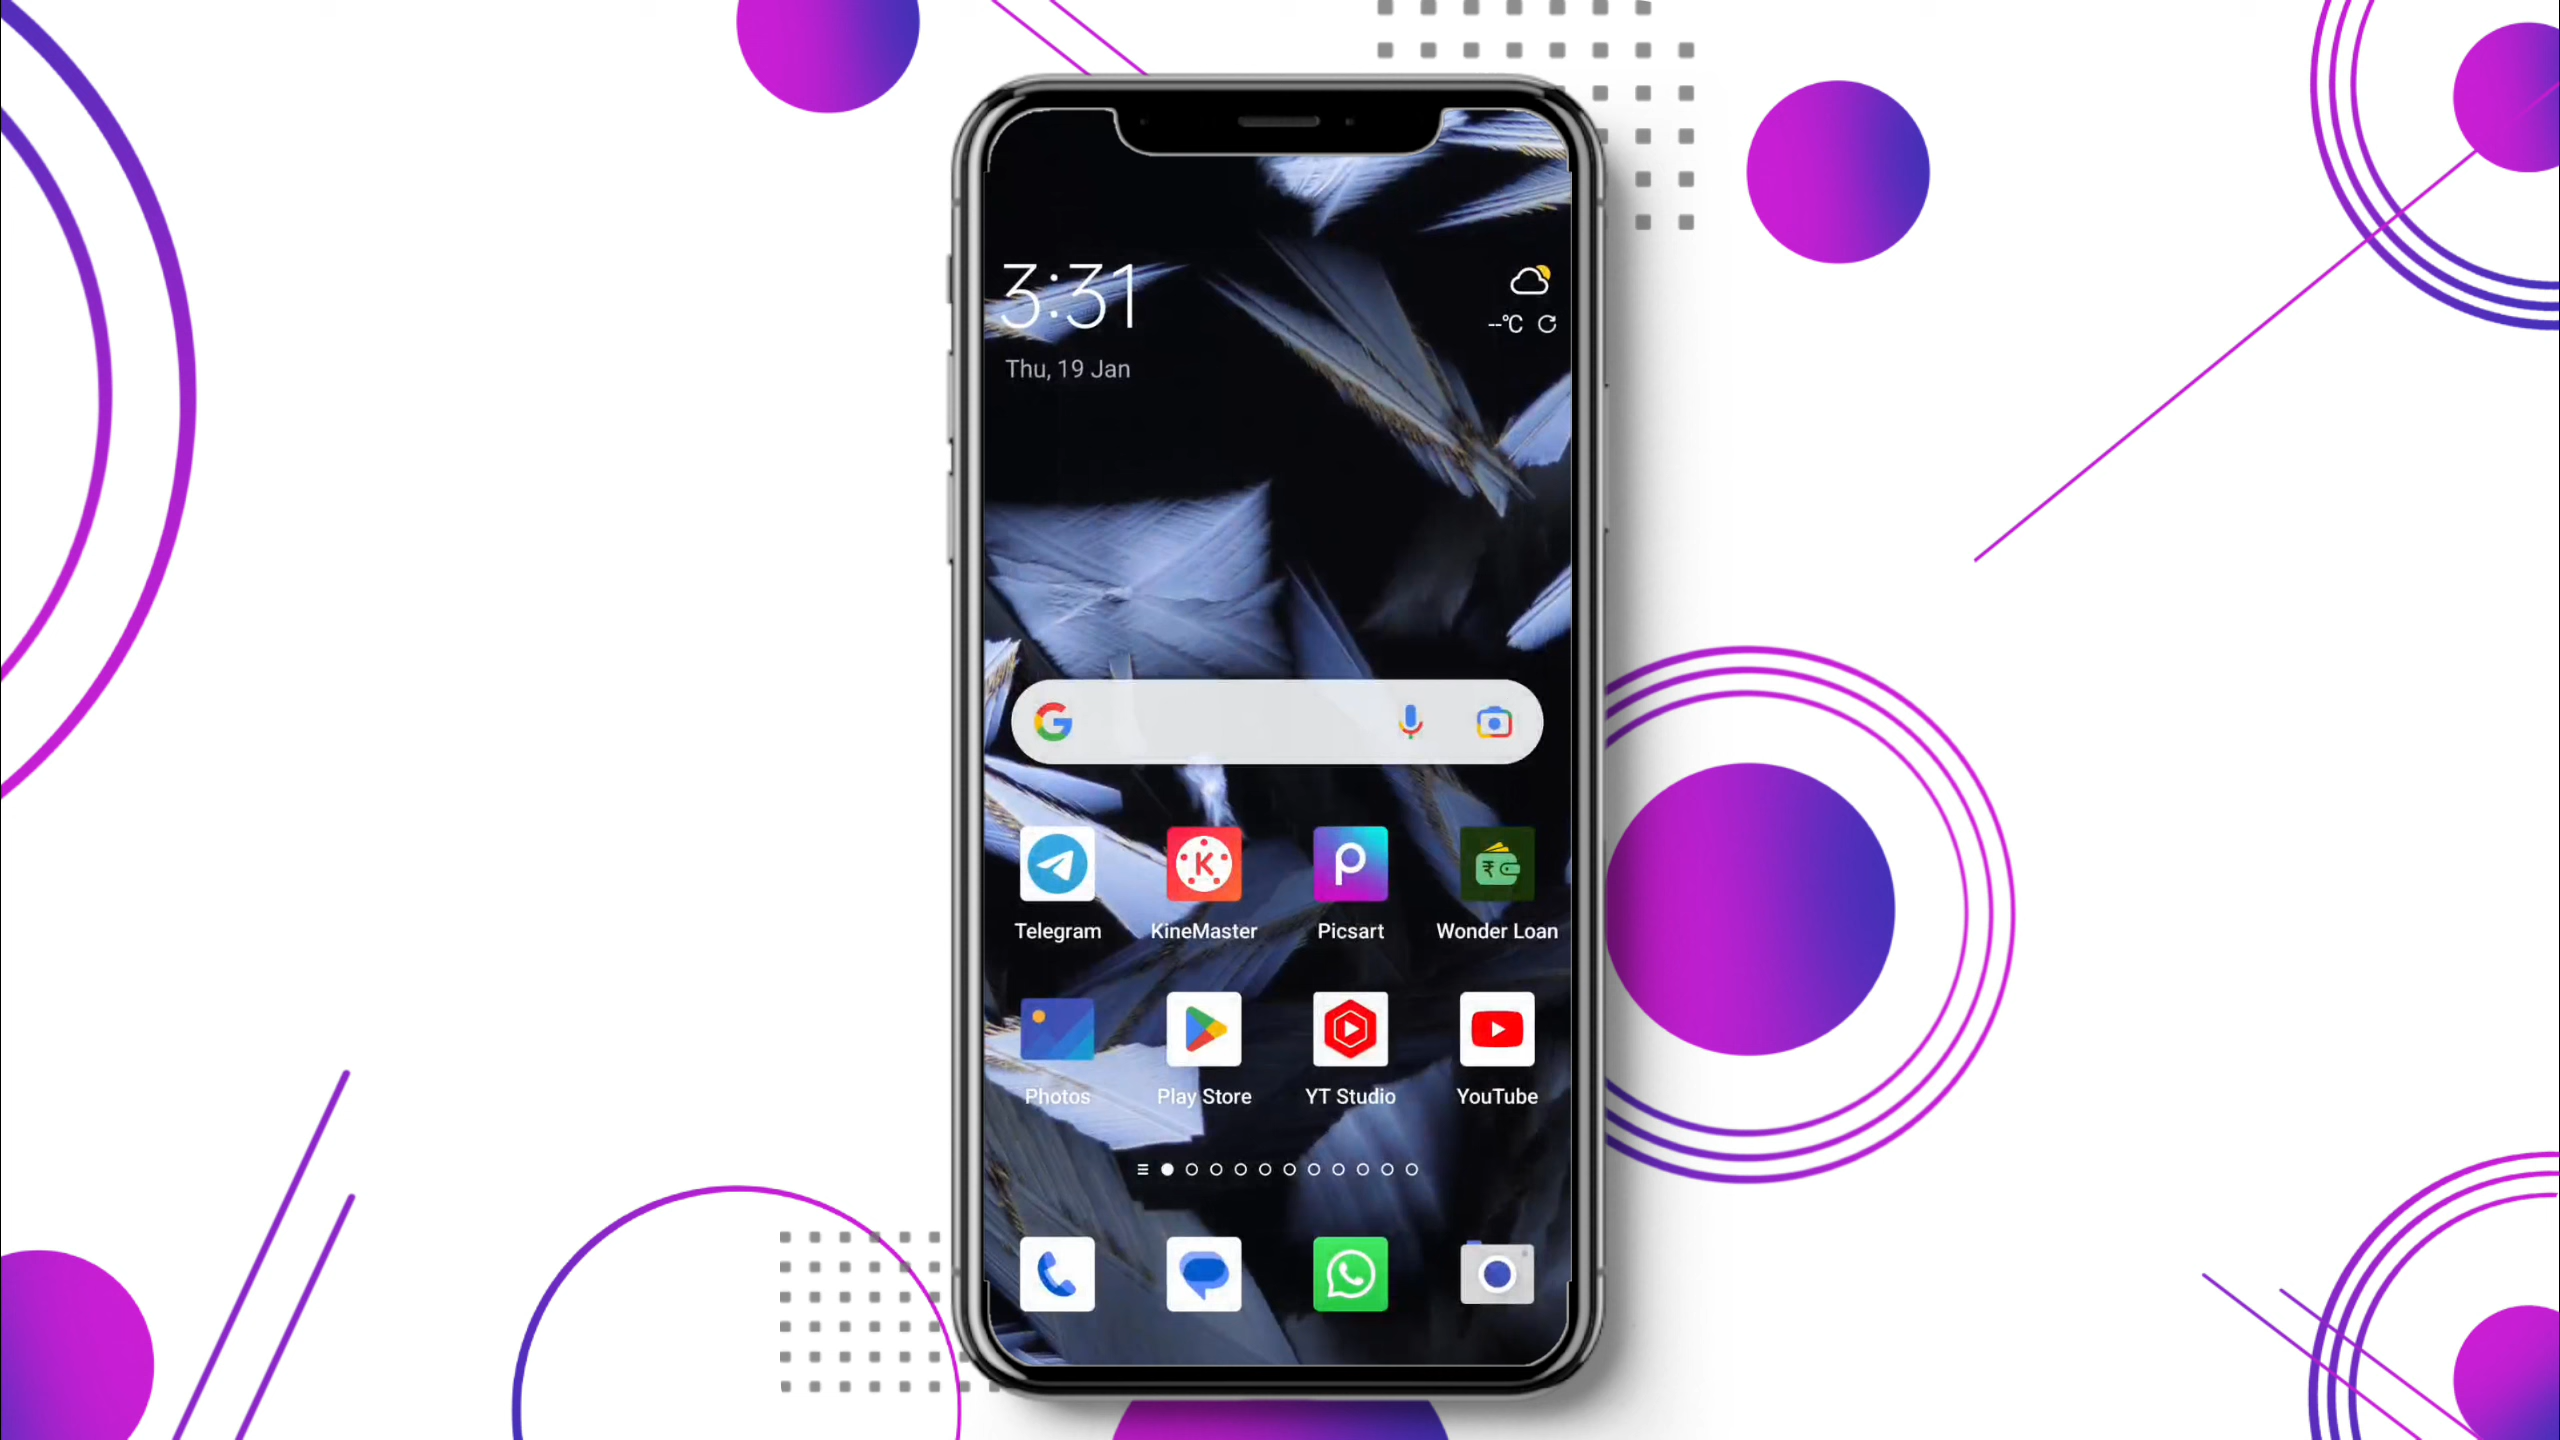 3:31
--°C
Thu, 19 Jan
Telegram KineMaster Picsart Wonder Loan
Photos Play Store YT Studio YouTube